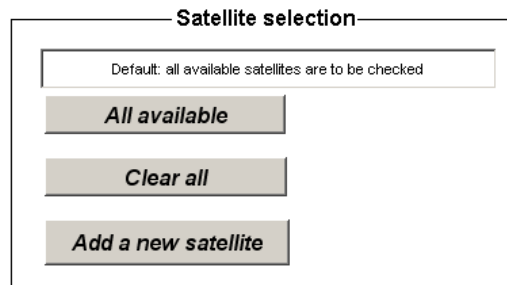 Satellite selection
Default: all available satellites are to be checked
All available
Clear all
Add a new satellite